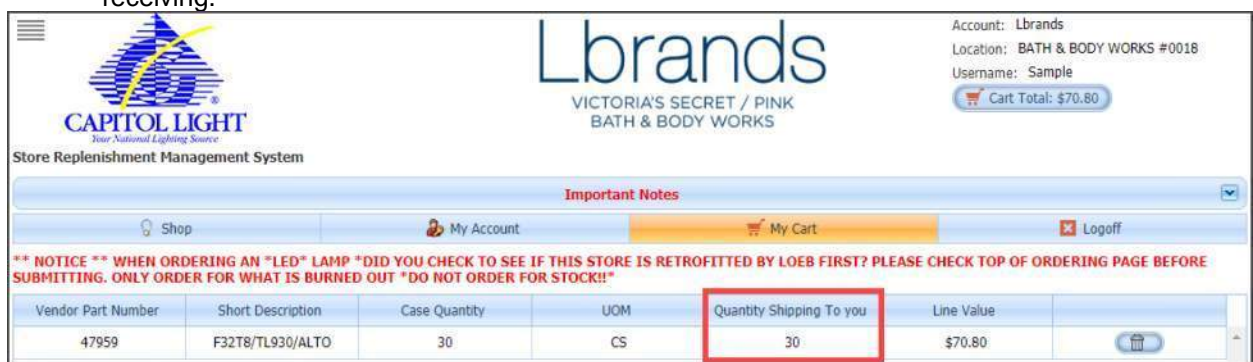 receiving.
CAPITOL LIGHT
Your National Lighting Source
Store Replenishment Management System
Lbrands
VICTORIA'S SECRET / PINK
BATH & BODY WORKS
Account: Lbrands
Location: BATH & BODY WORKS #0018
Username: Sample
Cart Total: $70.80
Important Notes
Shop My Account My Cart Logoff
** NOTICE ** WHEN ORDERING AN *LED* LAMP *DID YOU CHECK TO SEE IF THIS STORE IS RETROFITTED BY LOEB FIRST? PLEASE CHECK TOP OF ORDERING PAGE BEFORE
SUBMITTING. ONLY ORDER FOR WHAT IS BURNED OUT *DO NOT ORDER FOR STOCK!!*
Vendor Part Number Short Description Case Quantity UOM Quantity Shipping To you Line Value
47959 F32T8/TL930/ALTO 30 CS 30 $70.80